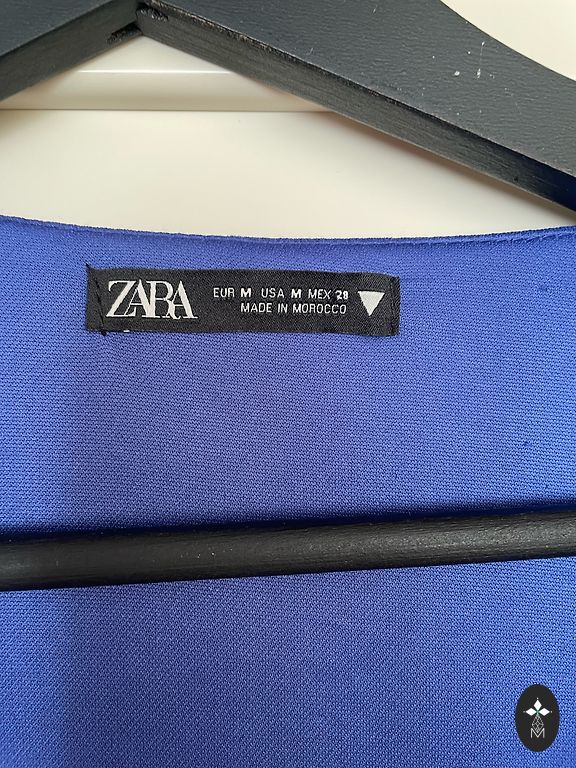 ZARA
EUR M USA M MEX 28
MADE IN MOROCCO
M